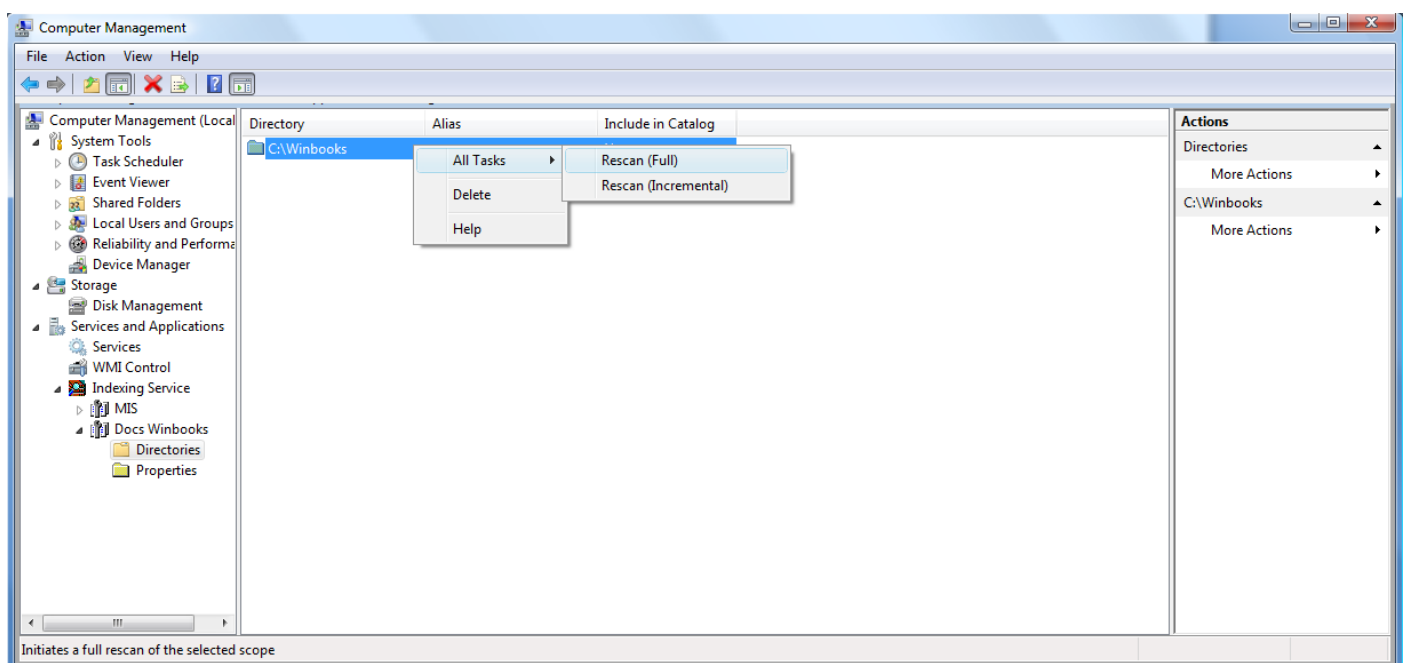 Computer Management
File Action View Help
Computer Management (Local
System Tools
Task Scheduler
Event Viewer
Shared Folders
Local Users and Groups
Reliability and Performa
Device Manager
Storage
Disk Management
Services and Applications
Services
WMI Control
Indexing Service
MIS
Docs Winbooks
Directories
Properties
Directory Alias Include in Catalog
C:\Winbooks
All Tasks
Delete
Help
Rescan (Full)
Rescan (Incremental)
Actions
Directories
More Actions
C:\Winbooks
More Actions
Initiates a full rescan of the selected scope